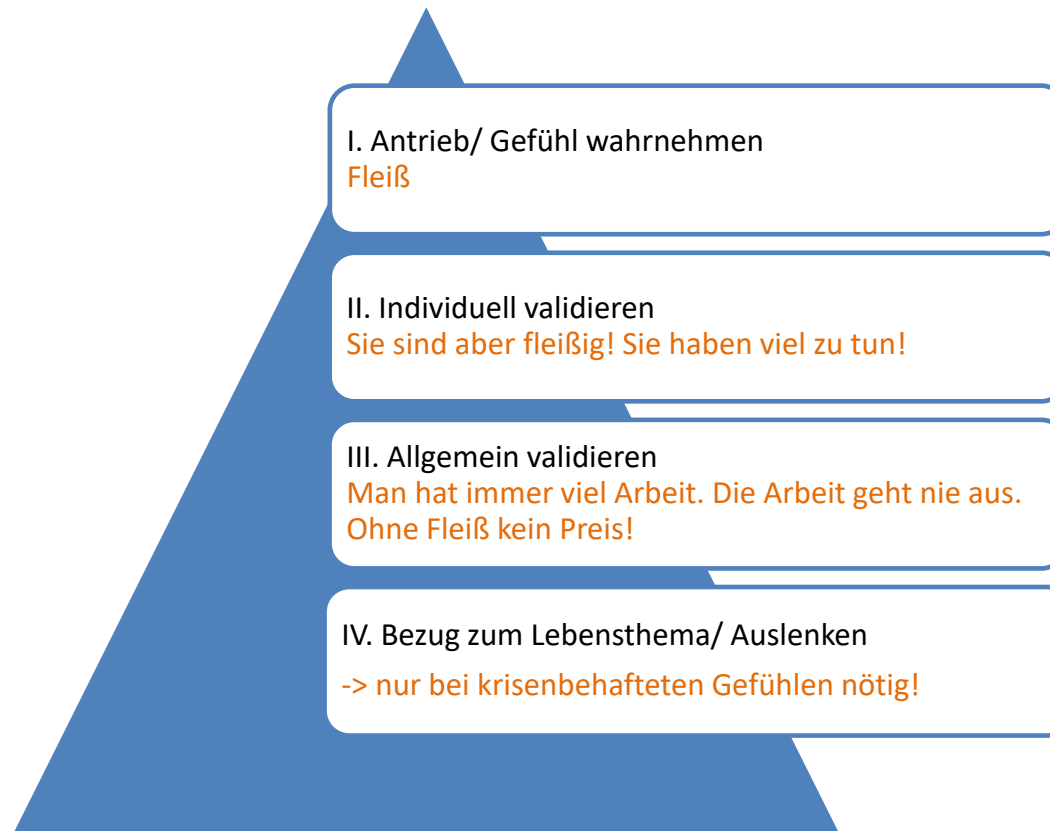 I. Antrieb/ Gefühl wahrnehmen
Fleiß
II. Individuell validieren
Sie sind aber fleißig! Sie haben viel zu tun!
III. Allgemein validieren
Man hat immer viel Arbeit. Die Arbeit geht nie aus.
Ohne Fleiß kein Preis!
IV. Bezug zum Lebensthema/ Auslenken
-> nur bei krisenbehafteten Gefühlen nötig!